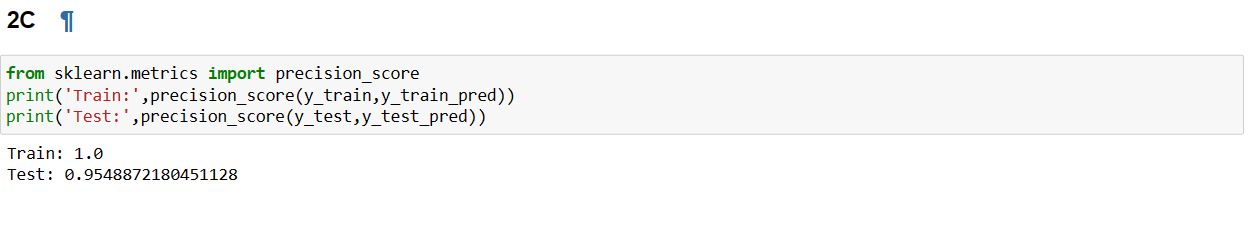 2C ¶
from sklearn.metrics import precision_score
print('Train:',precision_score(y_train,y_train_pred))
print('Test:',precision_score(y_test,y_test_pred))
Train: 1.0
Test: 0.9548872180451128